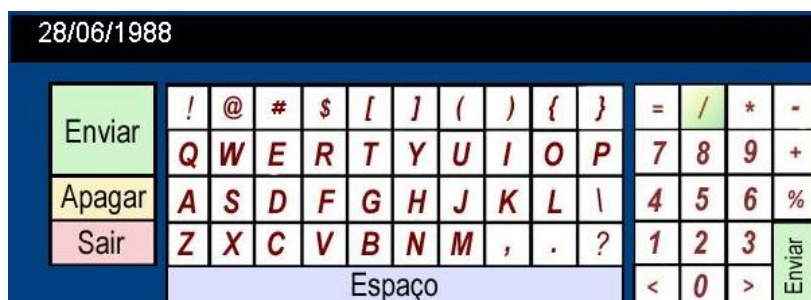 28/06/1988
Enviar ! @ # $ [ ] ( ) { } = / * -
Q W E R T Y U I O P 7 8 9 +
Apagar A S D F G H J K L \ 4 5 6 %
Sair Z X C V B N M , . ? 1 2 3 Enviar
Espaço < 0 >